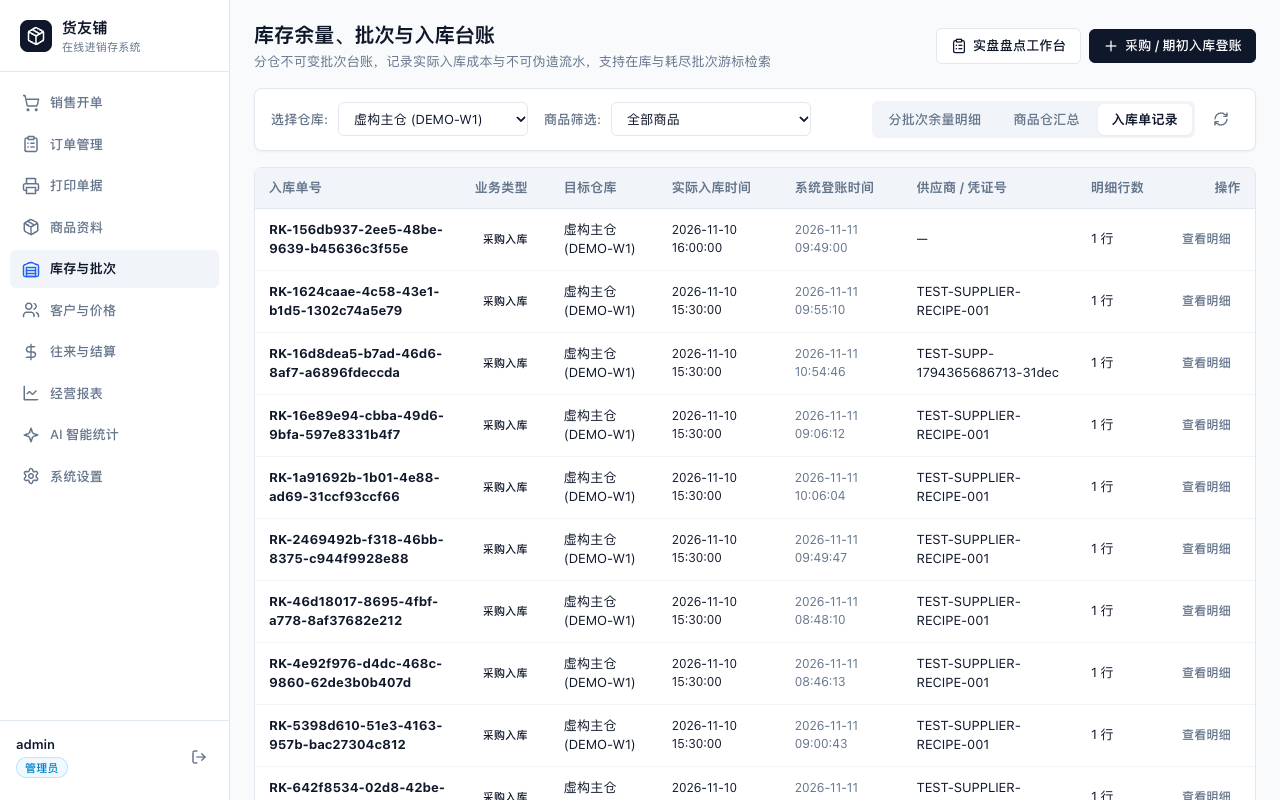 货友铺
在线进销存系统
销售开单
订单管理
打印单据
商品资料
库存与批次
客户与价格
往来与结算
经营报表
AI 智能统计
系统设置
admin
管理员
库存余量、批次与入库台账
分仓不可变批次台账，记录实际入库成本与不可伪造流水，支持在库与耗尽批次游标检索
实盘盘点工作台
采购 / 期初入库登账
选择仓库: 虚构主仓 (DEMO-W1) 商品筛选: 全部商品 分批次余量明细 商品仓汇总 入库单记录
入库单号 业务类型 目标仓库 实际入库时间 系统登账时间 供应商 / 凭证号 明细行数 操作
RK-156db937-2ee5-48be-
9639-b45636c3f55e
采购入库
虚构主仓
(DEMO-W1)
2026-11-10
16:00:00
2026-11-11
09:49:00
—
1 行
查看明细
RK-1624caae-4c58-43e1-
b1d5-1302c74a5e79
采购入库
虚构主仓
(DEMO-W1)
2026-11-10
15:30:00
2026-11-11
09:55:10
TEST-SUPPLIER-
RECIPE-001
1 行
查看明细
RK-16d8dea5-b7ad-46d6-
8af7-a6896fdeccda
采购入库
虚构主仓
(DEMO-W1)
2026-11-10
15:30:00
2026-11-11
10:54:46
TEST-SUPP-
1794365686713-31dec
1 行
查看明细
RK-16e89e94-cbba-49d6-
9bfa-597e8331b4f7
采购入库
虚构主仓
(DEMO-W1)
2026-11-10
15:30:00
2026-11-11
09:06:12
TEST-SUPPLIER-
RECIPE-001
1 行
查看明细
RK-1a91692b-1b01-4e88-
ad69-31ccf93ccf66
采购入库
虚构主仓
(DEMO-W1)
2026-11-10
15:30:00
2026-11-11
10:06:04
TEST-SUPPLIER-
RECIPE-001
1 行
查看明细
RK-2469492b-f318-46bb-
8375-c944f9928e88
采购入库
虚构主仓
(DEMO-W1)
2026-11-10
15:30:00
2026-11-11
09:49:47
TEST-SUPPLIER-
RECIPE-001
1 行
查看明细
RK-46d18017-8695-4fbf-
a778-8af37682e212
采购入库
虚构主仓
(DEMO-W1)
2026-11-10
15:30:00
2026-11-11
08:48:10
TEST-SUPPLIER-
RECIPE-001
1 行
查看明细
RK-4e92f976-d4dc-468c-
9860-62de3b0b407d
采购入库
虚构主仓
(DEMO-W1)
2026-11-10
15:30:00
2026-11-11
08:46:13
TEST-SUPPLIER-
RECIPE-001
1 行
查看明细
RK-5398d610-51e3-4163-
957b-bac27304c812
采购入库
虚构主仓
(DEMO-W1)
2026-11-10
15:30:00
2026-11-11
09:00:43
TEST-SUPPLIER-
RECIPE-001
1 行
查看明细
RK-642f8534-02d8-42be-
采购入库
虚构主仓
2026-11-10
2026-11-11
TEST-SUPPLIER-
1 行
查看明细